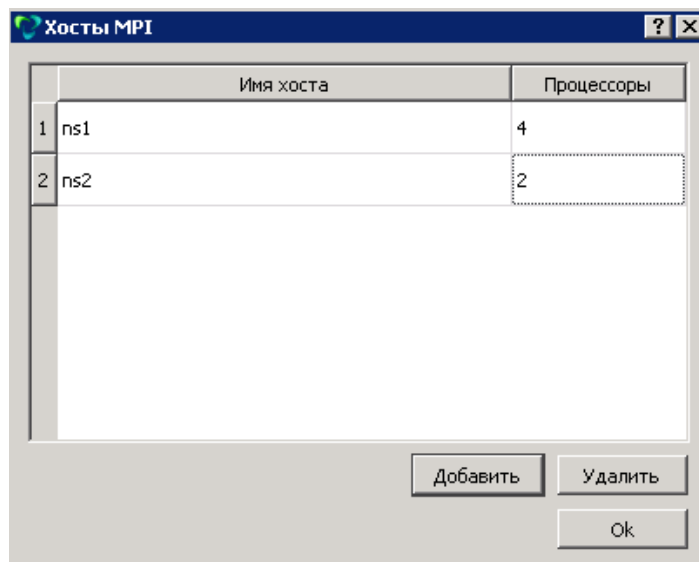 Хосты MPI
Имя хоста Процессоры
1 ns1 4
2 ns2 2
Добавить Удалить
Ok